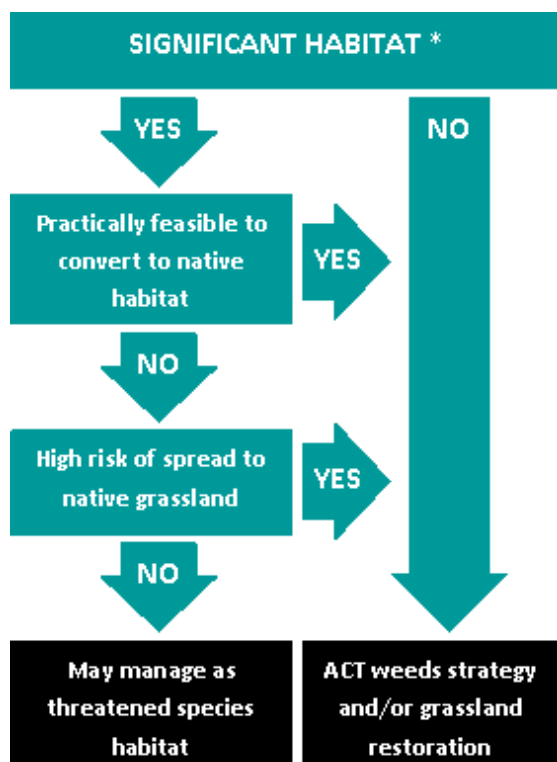 SIGNIFICANT HABITAT *
YES
NO
Practically feasible to
convert to native
habitat
YES
NO
High risk of spread to
native grassland
YES
NO
May manage as
threatened species
habitat
ACT weeds strategy
and/or grassland
restoration